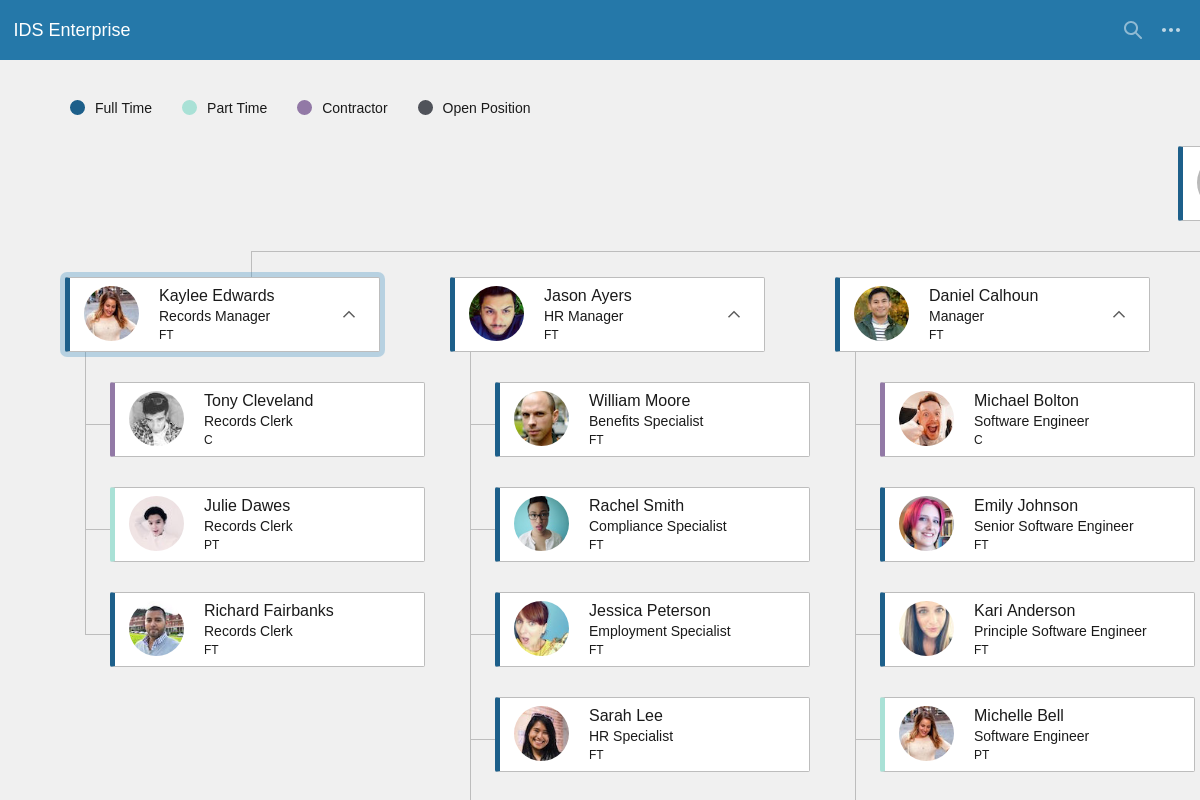 IDS Enterprise
Full Time
Part Time
Contractor
Open Position
Kaylee Edwards
Records Manager
FT
Jason Ayers
HR Manager
FT
Daniel Calhoun
Manager
FT
Tony Cleveland
Records Clerk
C
William Moore
Benefits Specialist
FT
Michael Bolton
Software Engineer
C
Julie Dawes
Records Clerk
PT
Rachel Smith
Compliance Specialist
FT
Emily Johnson
Senior Software Engineer
FT
Richard Fairbanks
Records Clerk
FT
Jessica Peterson
Employment Specialist
FT
Kari Anderson
Principle Software Engineer
FT
Sarah Lee
HR Specialist
FT
Michelle Bell
Software Engineer
PT